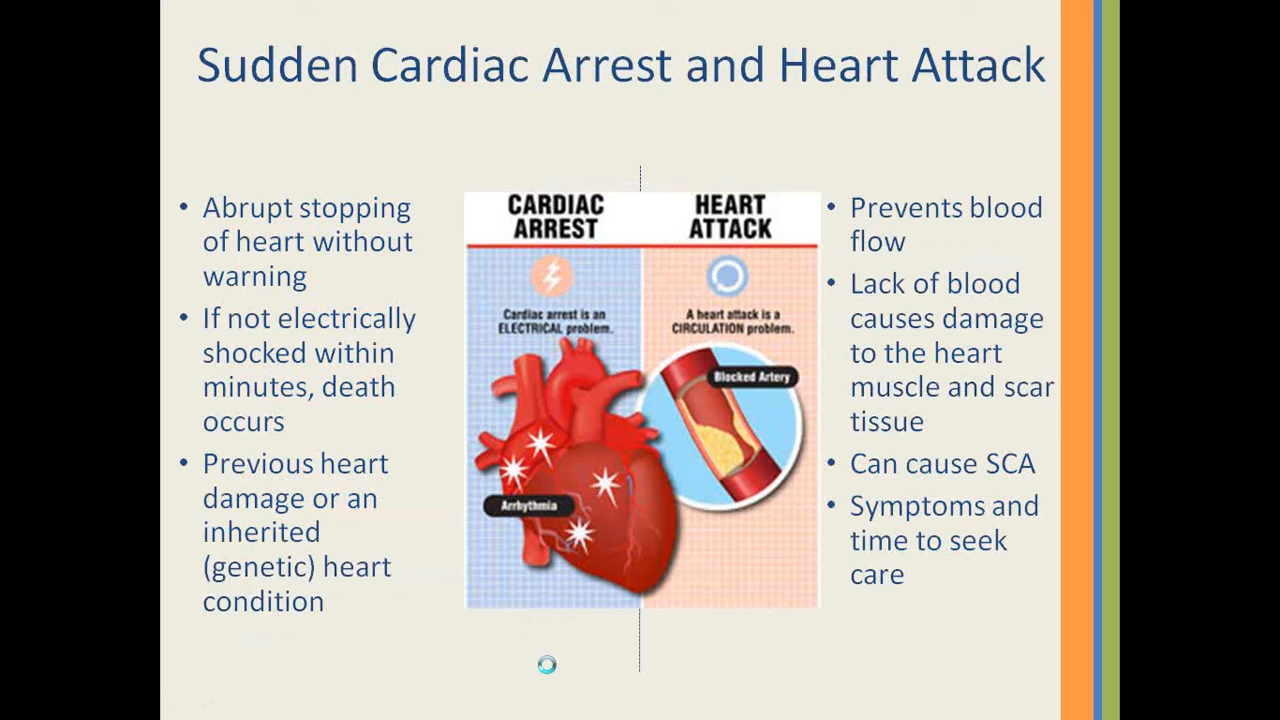 Sudden Cardiac Arrest and Heart Attack
• Abrupt stopping
of heart without
warning
• If not electrically
shocked within
minutes, death
occurs
• Previous heart
damage or an
inherited
(genetic) heart
condition
CARDIAC
ARREST
Cardiac arrest is an
ELECTRICAL problem.
Arrhythmia
HEART
ATTACK
A heart attack is a
CIRCULATION problem.
Blocked Artery
• Prevents blood
flow
• Lack of blood
causes damage
to the heart
muscle and scar
tissue
• Can cause SCA
• Symptoms and
time to seek
care